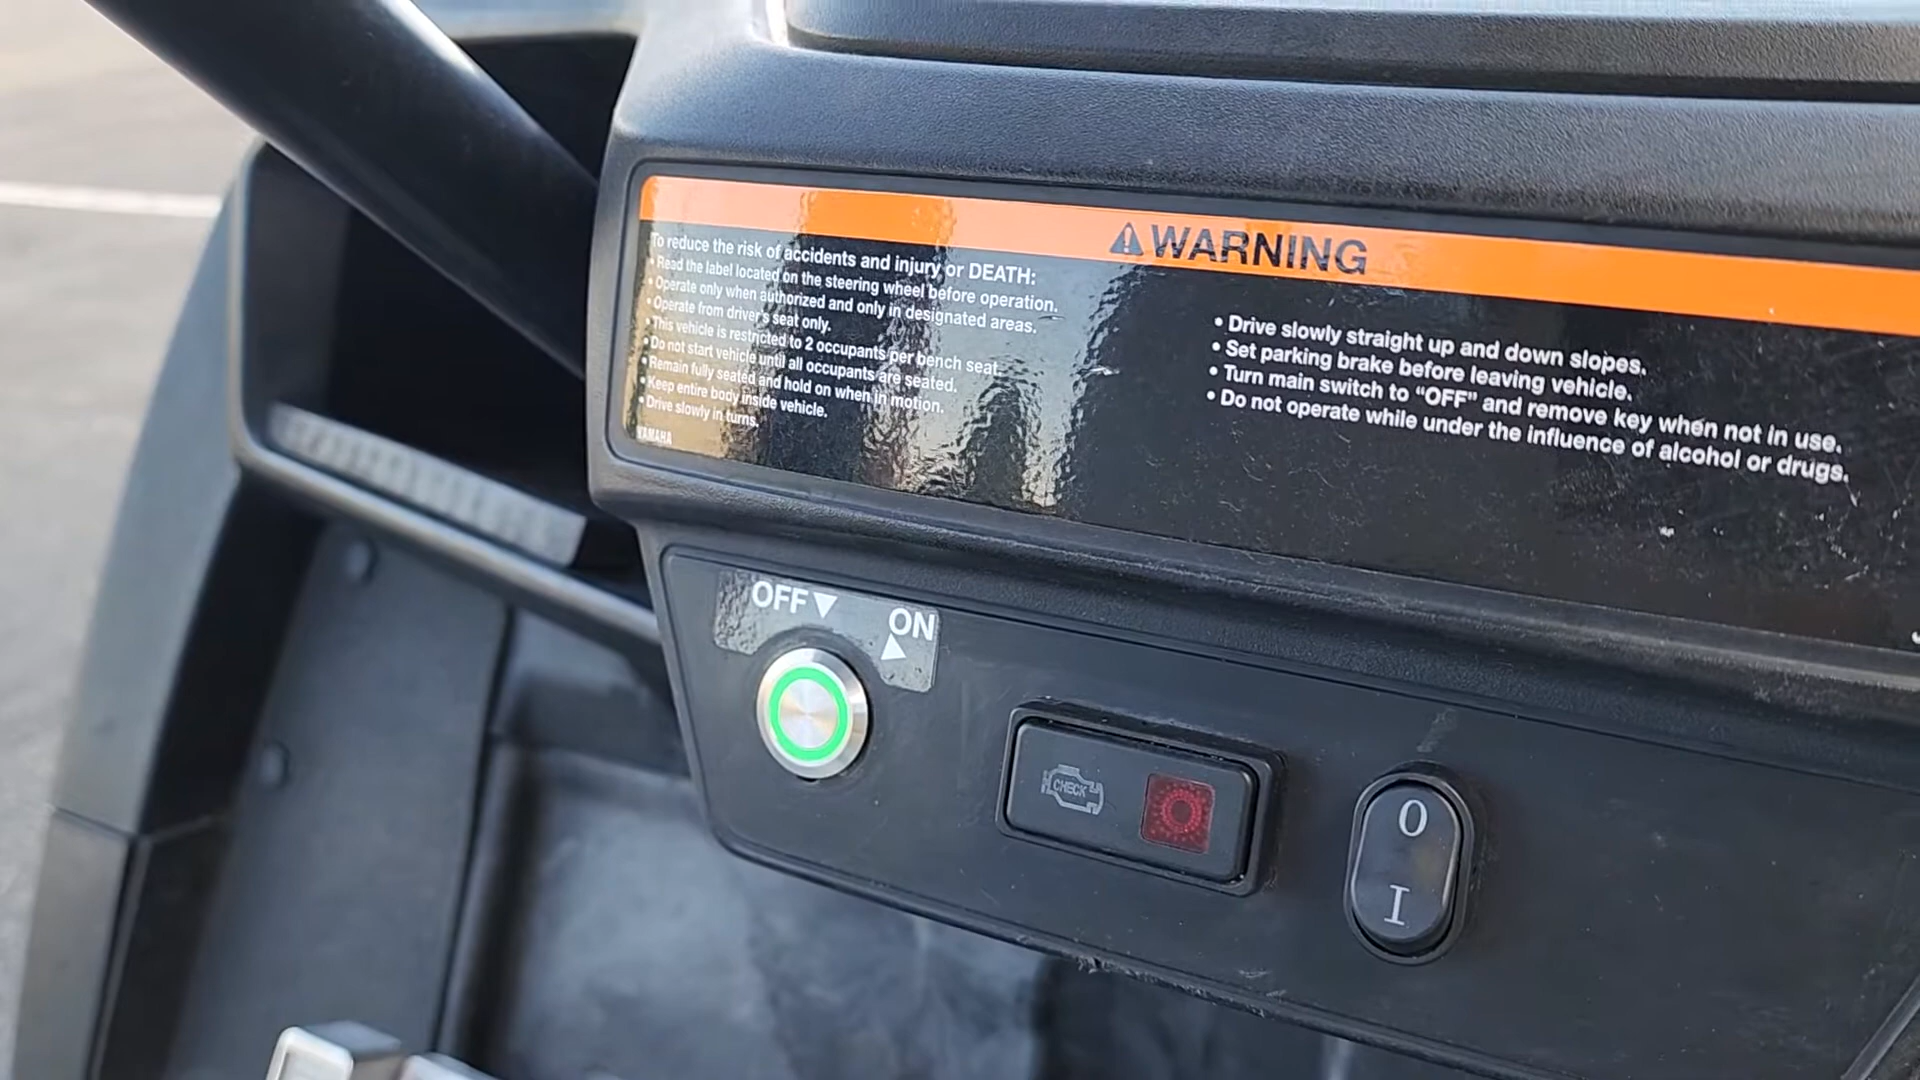 WARNING
To reduce the risk of accidents and injury or DEATH:
• Read the label located on the steering wheel before operation.
• Operate only when authorized and only in designated areas.
• Operate from driver's seat only.
• This vehicle is restricted to 2 occupants per bench seat.
• Do not start vehicle until all occupants are seated.
• Remain fully seated and hold on when in motion.
• Keep entire body inside vehicle.
• Drive slowly in turns.
YAMAHA
• Drive slowly straight up and down slopes.
• Set parking brake before leaving vehicle.
• Turn main switch to "OFF" and remove key when not in use.
• Do not operate while under the influence of alcohol or drugs.
OFF▼
ON
CHECK
O
I